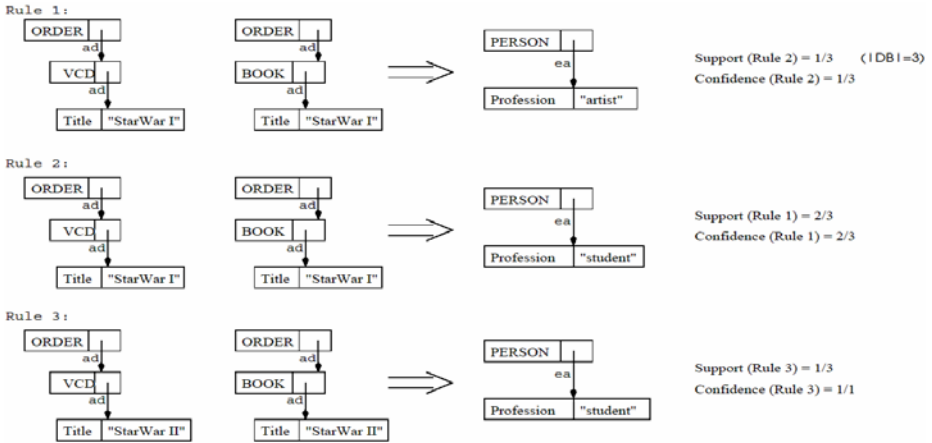 Rule 1:
ORDER ORDER PERSON
ad ad ea
VCD BOOK
ad ad
Support (Rule 2) = 1/3 (|DB|=3)
Confidence (Rule 2) = 1/3
Title "StarWar I" Title "StarWar I" Profession "artist"
Rule 2:
ORDER ORDER PERSON
ad ad ea
VCD BOOK
ad ad
Support (Rule 1) = 2/3
Confidence (Rule 1) = 2/3
Title "StarWar I" Title "StarWar I" Profession "student"
Rule 3:
ORDER ORDER PERSON
ad ad ea
VCD BOOK
ad ad
Support (Rule 3) = 1/3
Confidence (Rule 3) = 1/1
Title "StarWar II" Title "StarWar II" Profession "student"